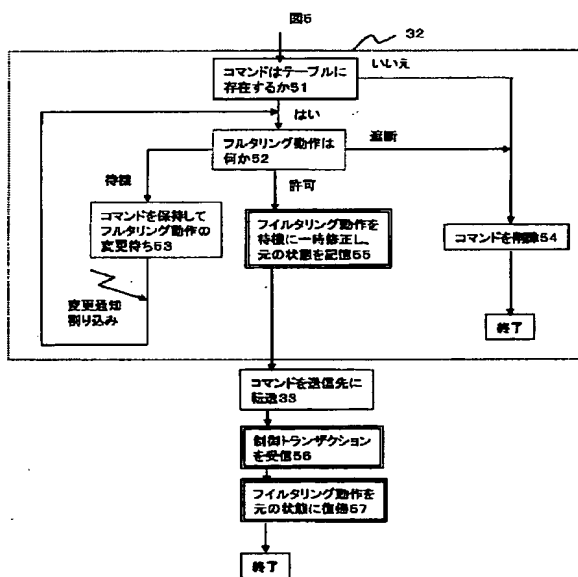 図5
32
コマンドはテーブルに
存在するか51
いいえ
はい
フルタリング動作は
何か52
遮断
待機
許可
コマンドを保持して
フルタリング動作の
変更待ち53
フイルタリング動作を
待機に一時修正し、
元の状態を記憶55
コマンドを削除54
変更通知
割り込み
終了
コマンドを送信先に
転送33
制御トランザクション
を受信56
フイルタリング動作を
元の状態に復帰57
終了